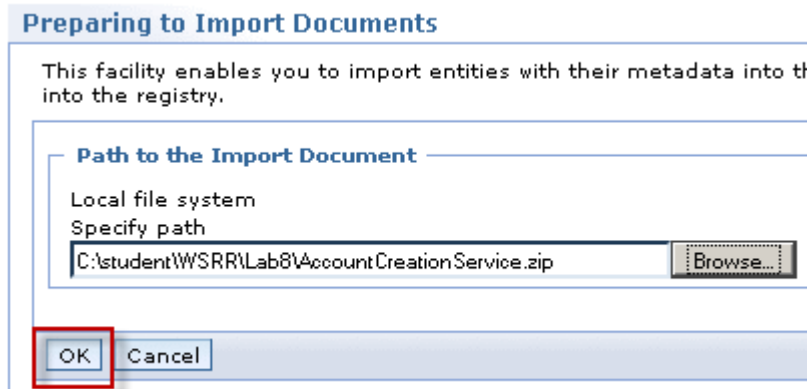 Preparing to Import Documents
This facility enables you to import entities with their metadata into
into the registry.
Path to the Import Document
Local file system
Specify path
C:\student\WSRR\Lab8\AccountCreationService.zip Browse...
OK Cancel